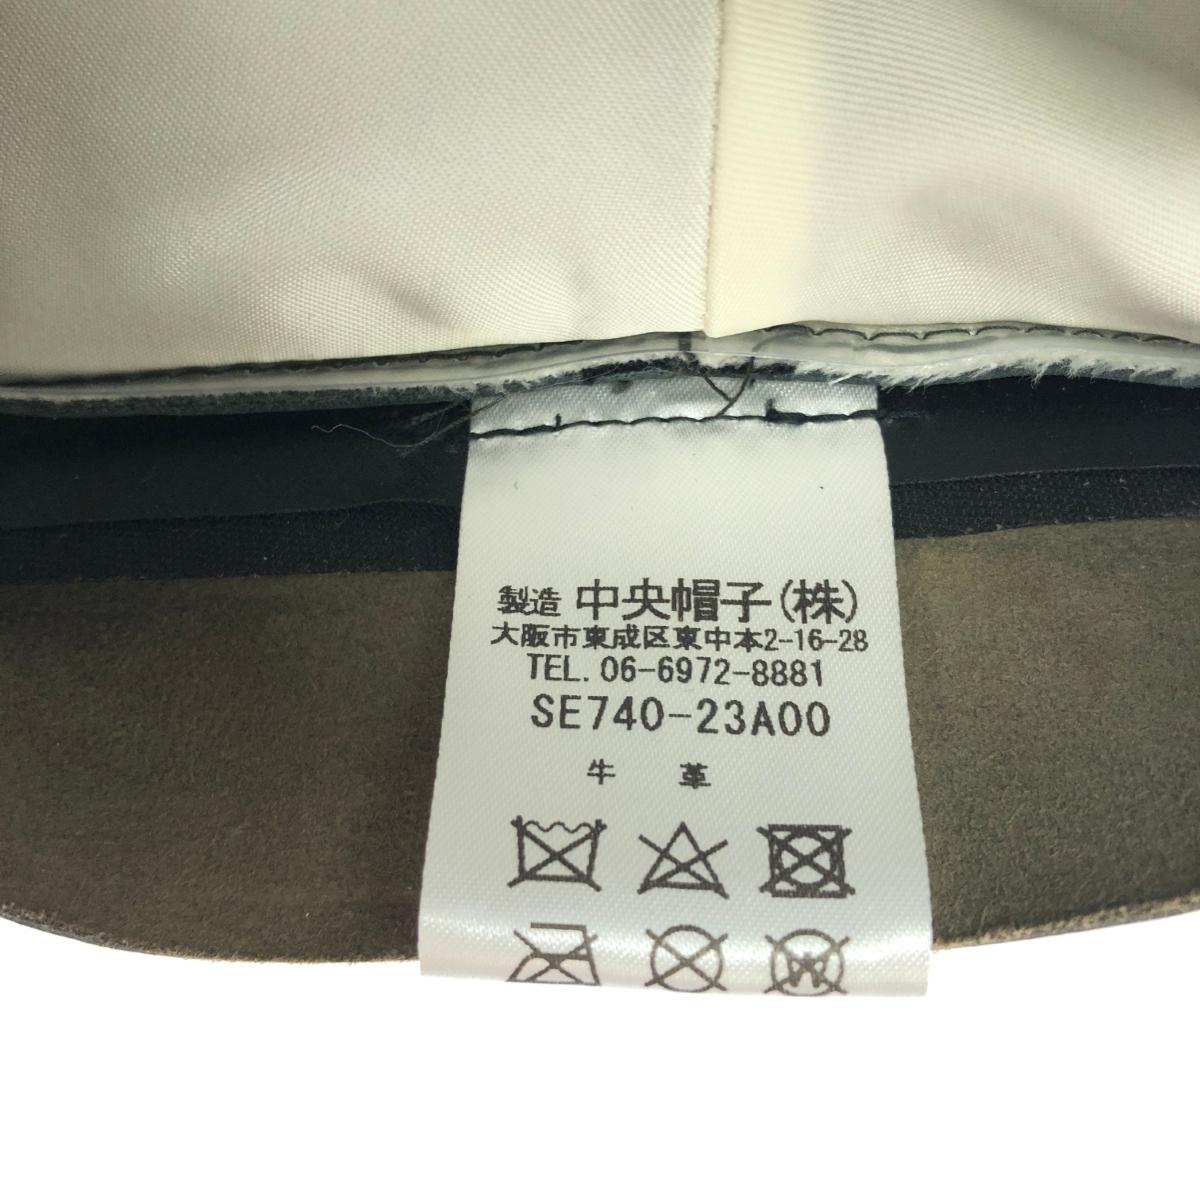 製造 中央帽子(株)
大阪市東成区東中本2-16-28
TEL. 06-6972-8881
SE740-23A00
牛 革